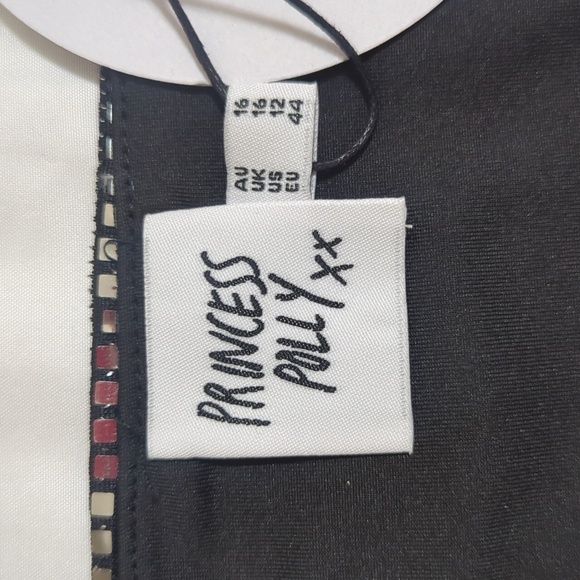 AU 16
UK 16
US 12
EU 44
PRINCESS
POLLY XX